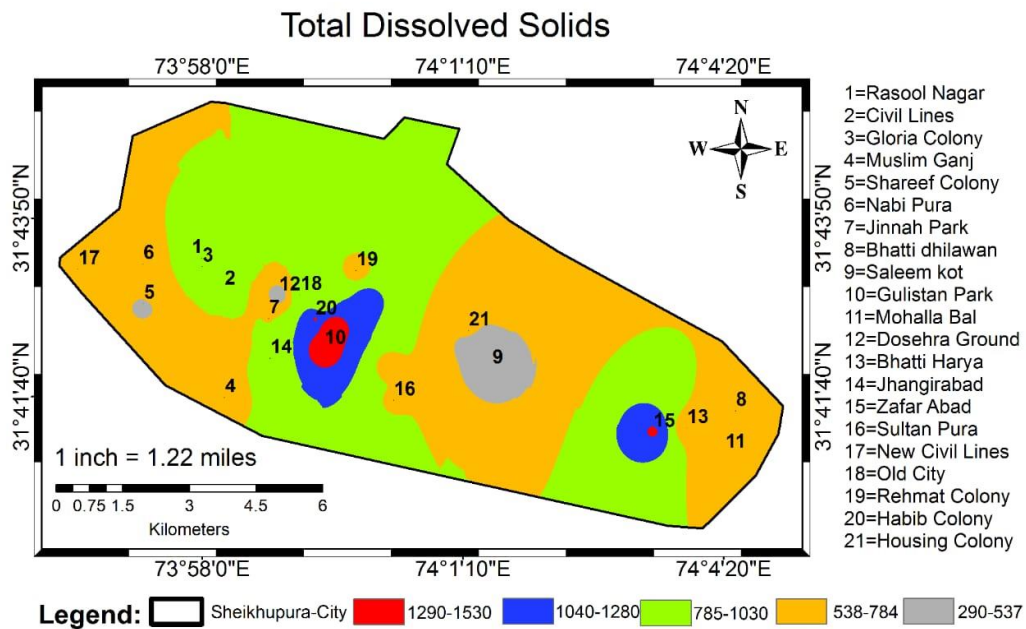 Total Dissolved Solids
73°58'0"E 74°1'10"E 74°4'20"E
N
W E
S
31°43'50"N
31°41'40"N
31°43'50"N
31°41'40"N
1=Rasool Nagar
2=Civil Lines
3=Gloria Colony
4=Muslim Ganj
5=Shareef Colony
6=Nabi Pura
7=Jinnah Park
8=Bhatti dhilawan
9=Saleem kot
10=Gulistan Park
11=Mohalla Bal
12=Dosehra Ground
13=Bhatti Harya
14=Jhangirabad
15=Zafar Abad
16=Sultan Pura
17=New Civil Lines
18=Old City
19=Rehmat Colony
20=Habib Colony
21=Housing Colony
17
6
1
3
2
5
1218
19
7
20
10
14
4
16
21
9
15
13
8
11
1 inch = 1.22 miles
0 0.75 1.5 3 4.5 6
Kilometers
73°58'0"E 74°1'10"E 74°4'20"E
Legend: Sheikhupura-City 1290-1530 1040-1280 785-1030 538-784 290-537